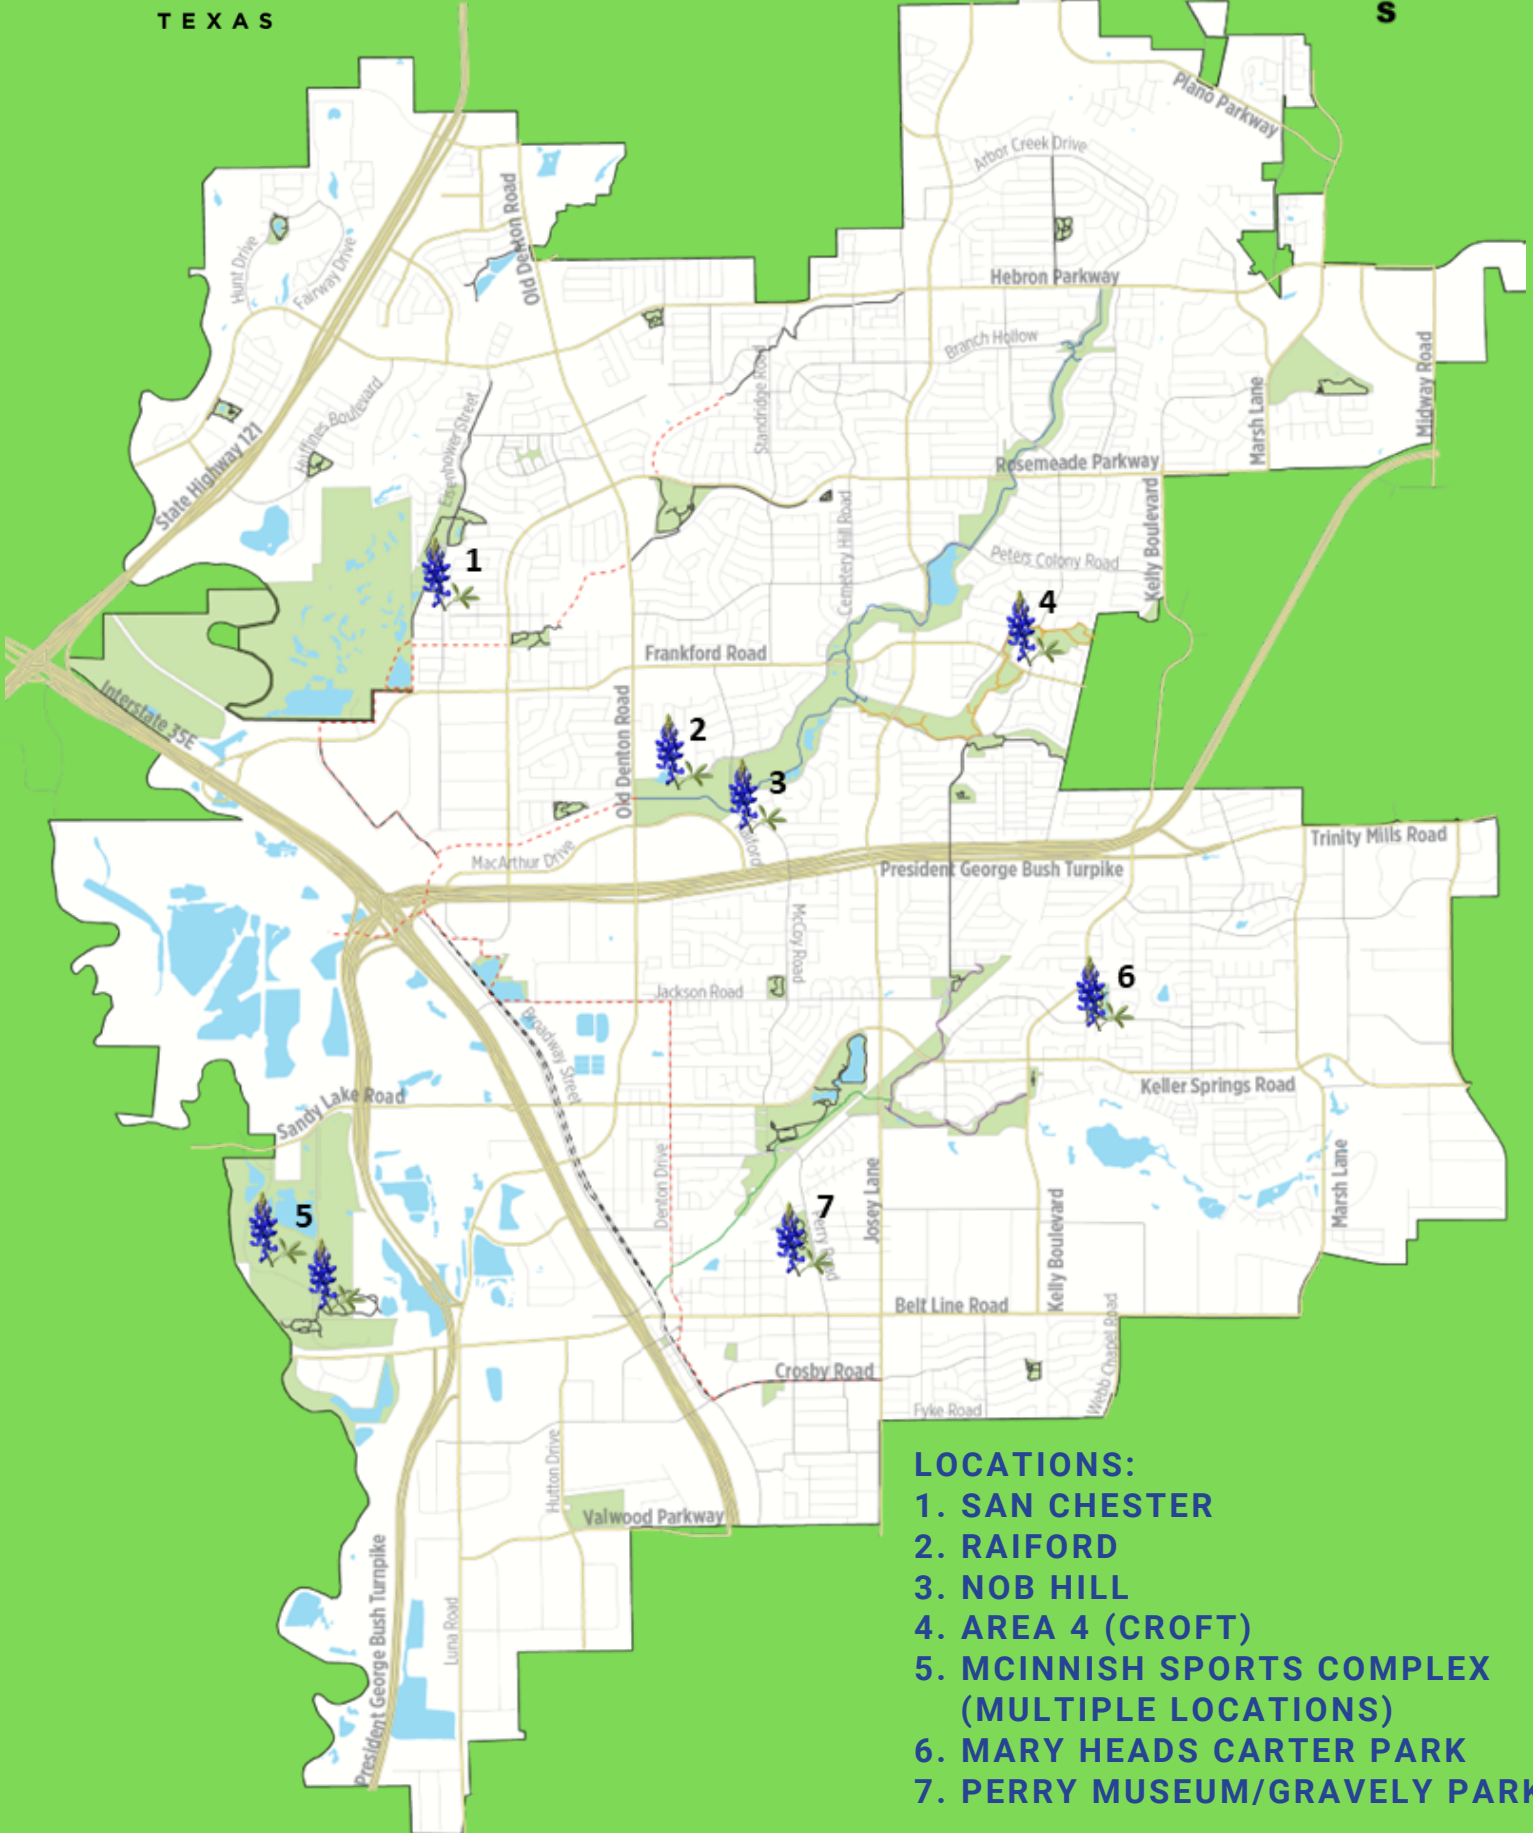 TEXAS
S
Plano Parkway
Arbor Creek Drive
Old Denton Road
Hunt Drive
Fairway Drive
Hebron Parkway
Branch Hollow
Standridge Road
Midway Road
Marsh Lane
Huffines Boulevard
Eisenhower Street
State Highway 121
Rosemeade Parkway
Cemetery Hill Road
Kelly Boulevard
Peters Colony Road
1
4
Frankford Road
Interstate 35E
Old Denton Road
2
3
MacArthur Drive
Trinity Mills Road
President George Bush Turpike
McCoy Road
6
Jackson Road
Broadway Street
Sandy Lake Road
Keller Springs Road
Denton Drive
Josey Lane
Marsh Lane
5
7
Perry Road
Kelly Boulevard
Belt Line Road
Webb Chapel Road
Crosby Road
Fyke Road
Hutton Drive
Valwood Parkway
President George Bush Turnpike
Luna Road
LOCATIONS:
1. SAN CHESTER
2. RAIFORD
3. NOB HILL
4. AREA 4 (CROFT)
5. MCINNISH SPORTS COMPLEX
(MULTIPLE LOCATIONS)
6. MARY HEADS CARTER PARK
7. PERRY MUSEUM/GRAVELY PARK